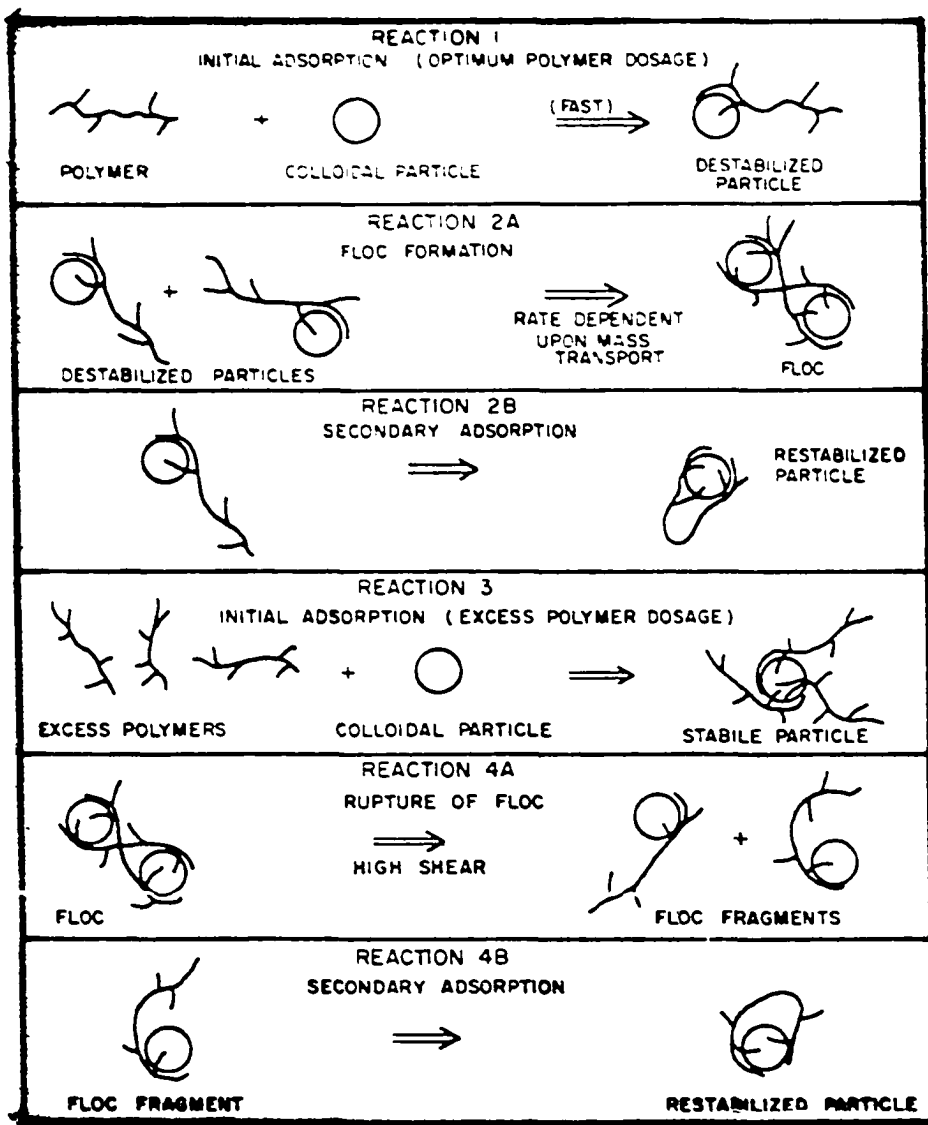 REACTION 1
INITIAL ADSORPTION (OPTIMUM POLYMER DOSAGE)
+
(FAST)
POLYMER
COLLOIDAL PARTICLE
DESTABILIZED
PARTICLE
REACTION 2A
FLOC FORMATION
+
RATE DEPENDENT
UPON MASS
TRANSPORT
DESTABILIZED PARTICLES
FLOC
REACTION 2B
SECONDARY ADSORPTION
RESTABILIZED
PARTICLE
REACTION 3
INITIAL ADSORPTION (EXCESS POLYMER DOSAGE)
+
EXCESS POLYMERS
COLLOIDAL PARTICLE
STABILE PARTICLE
REACTION 4A
RUPTURE OF FLOC
+
HIGH SHEAR
FLOC
FLOC FRAGMENTS
REACTION 4B
SECONDARY ADSORPTION
FLOC FRAGMENT
RESTABILIZED PARTICLE